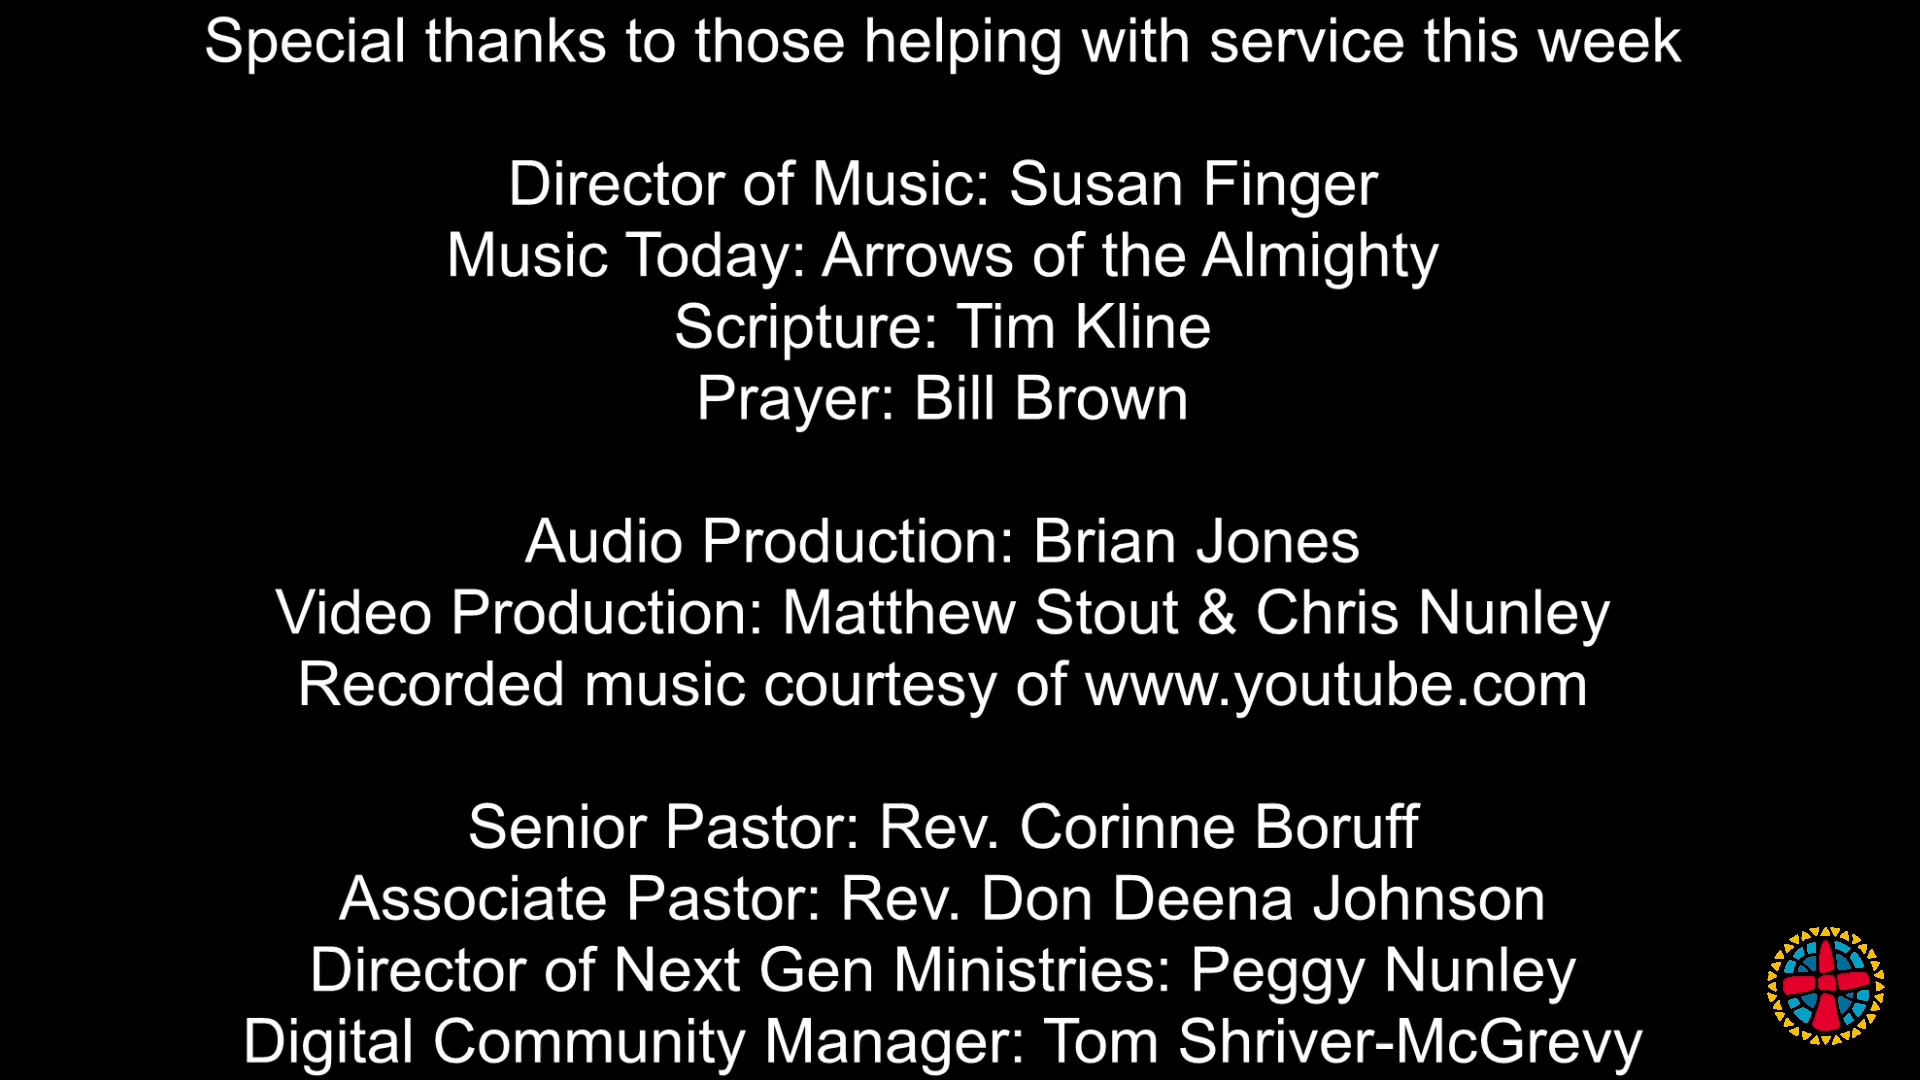 Special thanks to those helping with service this week
Director of Music: Susan Finger
Music Today: Arrows of the Almighty
Scripture: Tim Kline
Prayer: Bill Brown
Audio Production: Brian Jones
Video Production: Matthew Stout & Chris Nunley
Recorded music courtesy of www.youtube.com
Senior Pastor: Rev. Corinne Boruff
Associate Pastor: Rev. Don Deena Johnson
Director of Next Gen Ministries: Peggy Nunley
Digital Community Manager: Tom Shriver-McGrevy